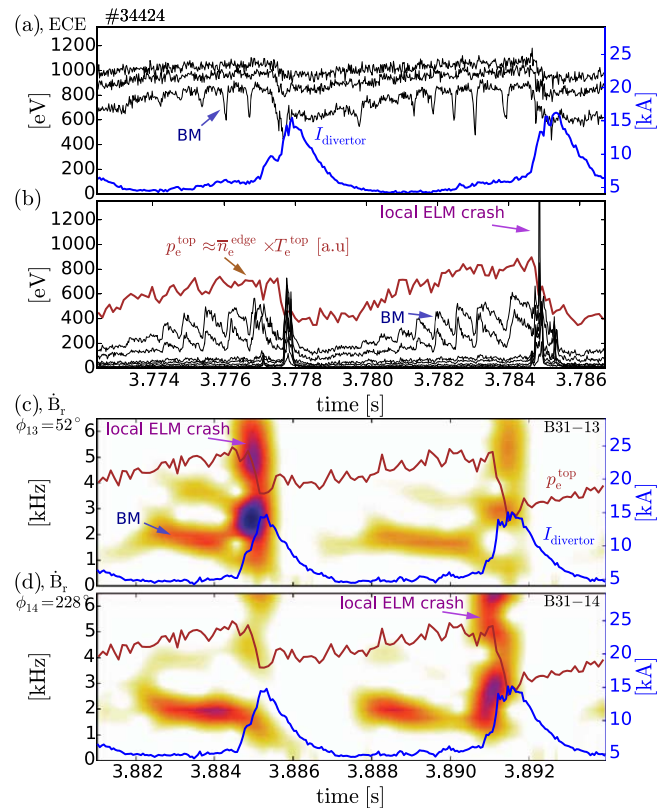 (a), ECE #34424
1200
1000
800
600
400
200
0
[eV]
BM
I_divertor
25
20
15
10
5
[kA]
(b)
1200
1000
800
600
400
200
0
[eV]
local ELM crash
p_e^top ≈ n̅_e^edge × T_e^top [a.u]
BM
3.774 3.776 3.778 3.780 3.782 3.784 3.786
time [s]
(c), Ḃ_r
ϕ_13=52° B31−13
local ELM crash
6
5
4
3
2
1
0
[kHz]
BM
p_e^top
I_divertor
25
20
15
10
5
[kA]
(d), Ḃ_r
ϕ_14=228° B31−14
local ELM crash
5
4
3
2
1
0
[kHz]
25
20
15
10
5
[kA]
3.882 3.884 3.886 3.888 3.890 3.892
time [s]